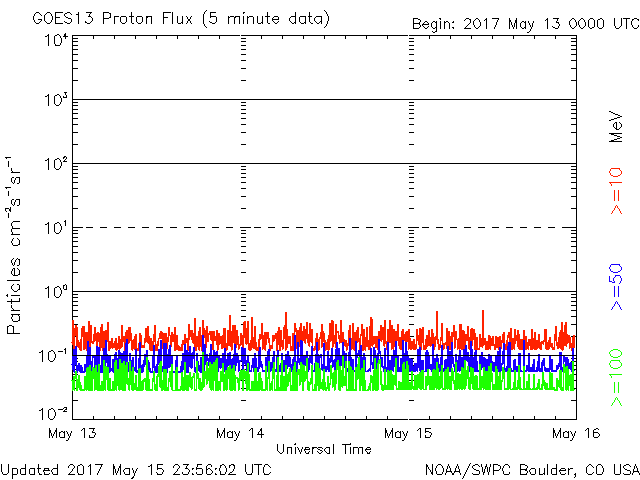 GOES13 Proton Flux (5 minute data)
Begin: 2017 May 13 0000 UTC
Particles cm⁻²s⁻¹sr⁻¹
10⁴
10³
10²
10¹
10⁰
10⁻¹
10⁻²
MeV
>=10
>=50
>=100
May 13
May 14
May 15
May 16
Universal Time
Updated 2017 May 15 23:56:02 UTC
NOAA/SWPC Boulder, CO USA